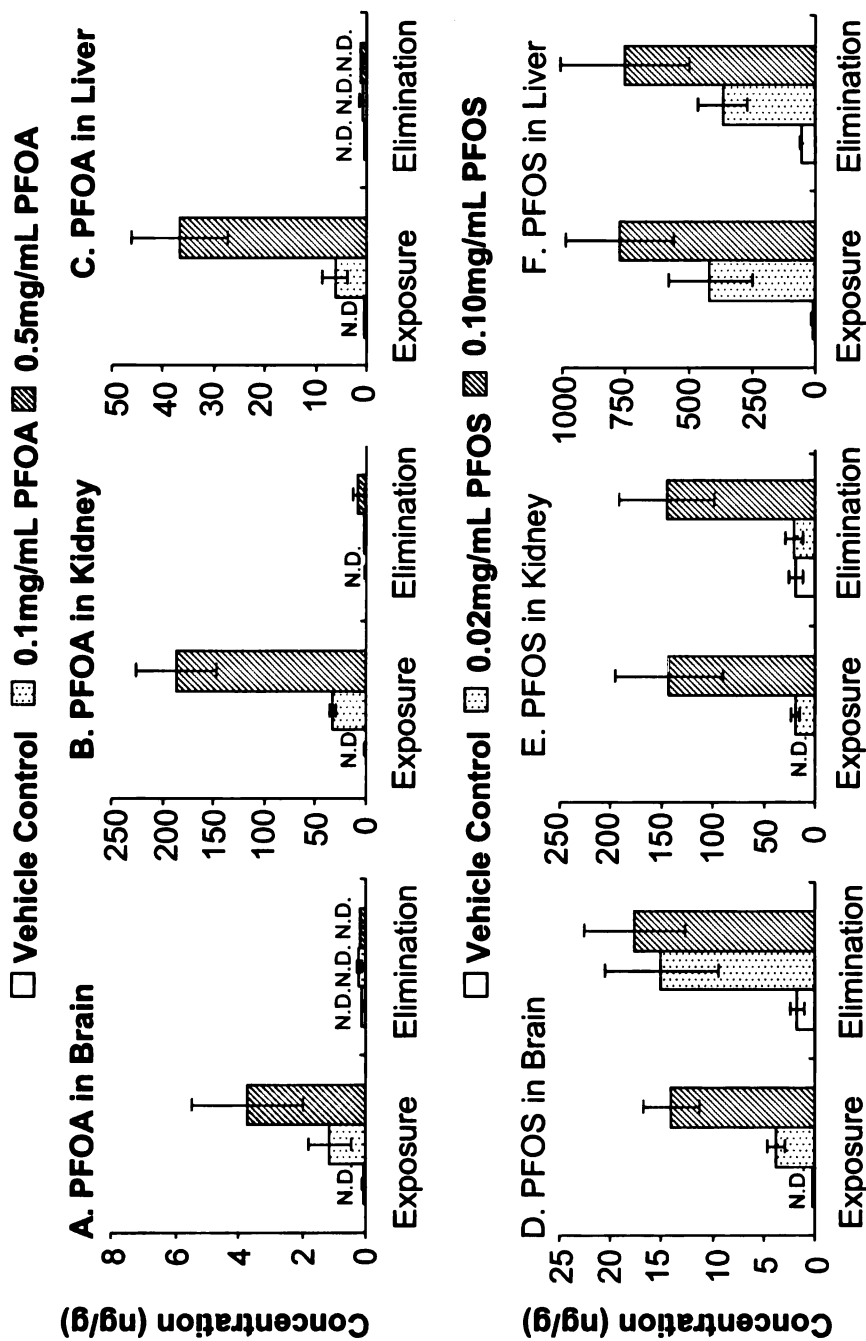 Vehicle Control 0.1mg/mL PFOA 0.5mg/mL PFOA
A. PFOA in Brain
8
6
4
2
0
N.D.
N.D.N.D. N.D.
Exposure Elimination
B. PFOA in Kidney
250
200
150
100
50
0
N.D.
N.D.
Exposure Elimination
C. PFOA in Liver
50
40
30
20
10
0
N.D
N.D. N.D.N.D.
Exposure Elimination
Concentration (ng/g)
Vehicle Control 0.02mg/mL PFOS 0.10mg/mL PFOS
D. PFOS in Brain
25
20
15
10
5
0
N.D.
Exposure Elimination
E. PFOS in Kidney
250
200
150
100
50
0
N.D.
Exposure Elimination
F. PFOS in Liver
1000
750
500
250
0
Exposure Elimination
Concentration (ng/g)